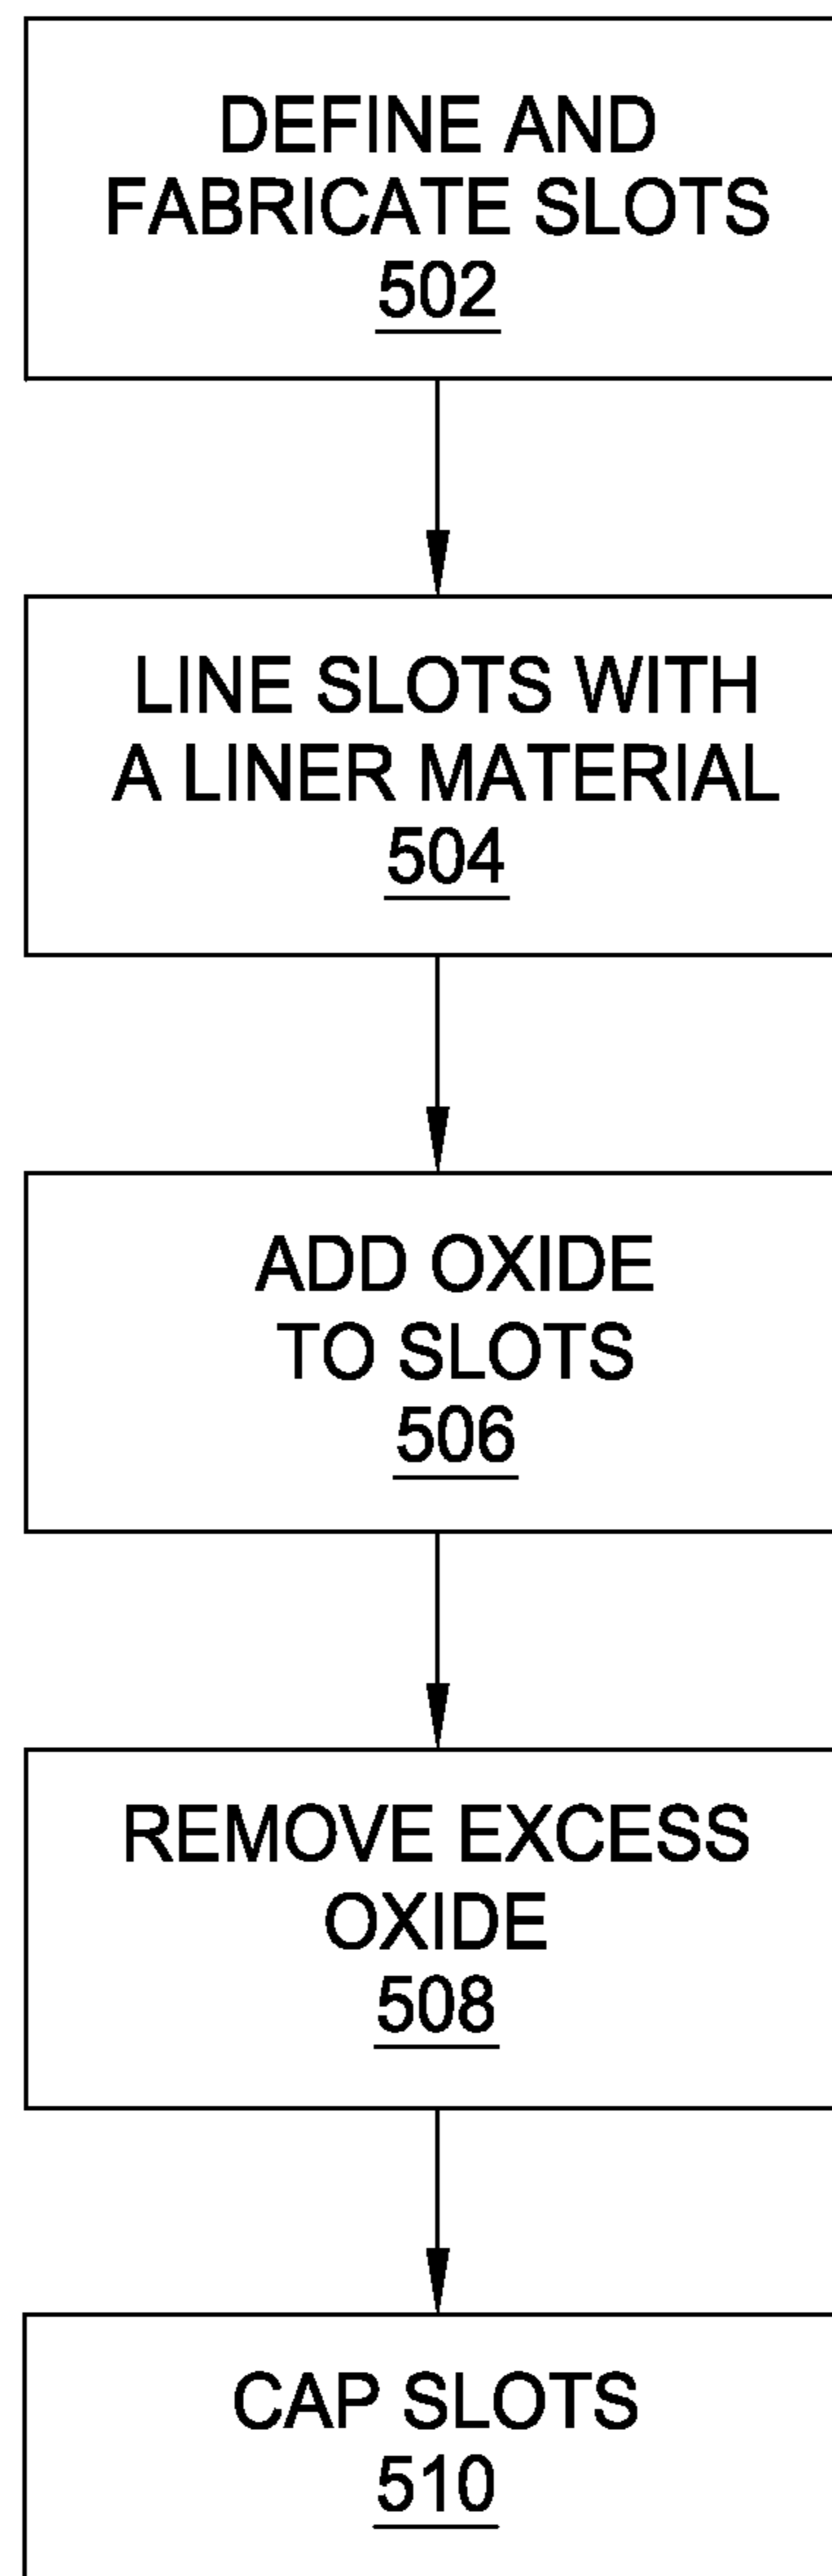 DEFINE AND
FABRICATE SLOTS
502
LINE SLOTS WITH
A LINER MATERIAL
504
ADD OXIDE
TO SLOTS
506
REMOVE EXCESS
OXIDE
508
CAP SLOTS
510